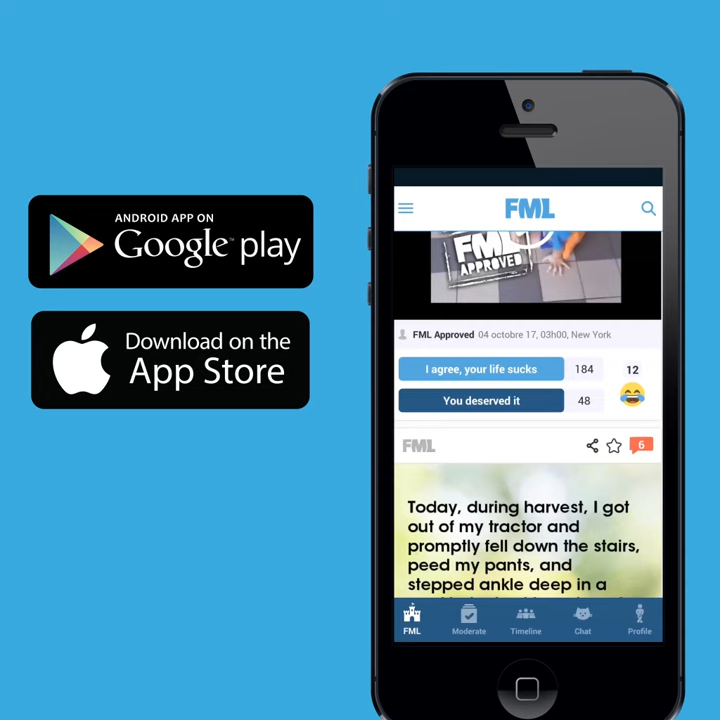 ANDROID APP ON
Google play
Download on the
App Store
FML
FML
APPROVED
FML Approved 04 octobre 17, 03h00, New York
I agree, your life sucks 184 12
You deserved it 48
FML 6
Today, during harvest, I got
out of my tractor and
promptly fell down the stairs,
peed my pants, and
stepped ankle deep in a
FML Moderate Timeline Chat Profile